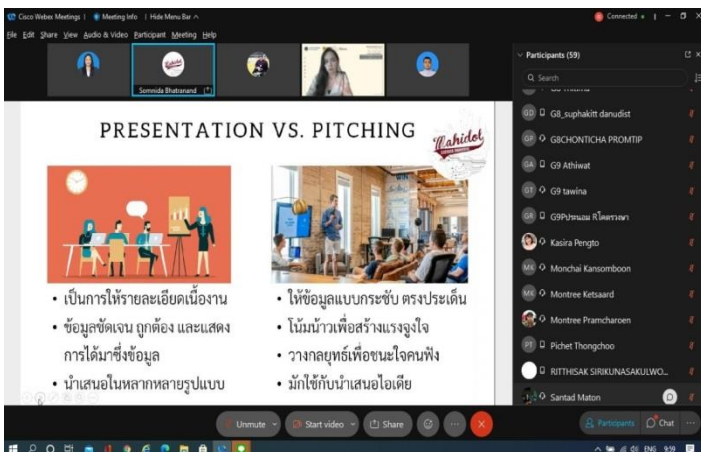 Cisco Webex Meetings | Meeting Info | Hide Menu Bar ^
Connected
File Edit Share View Audio & Video Participant Meeting Help
Somnida Bhatranand
PRESENTATION VS. PITCHING
Mahidol
• เป็นการให้รายละเอียดเนื้องาน
• ข้อมูลชัดเจน ถูกต้อง และแสดง
การได้มาซึ่งข้อมูล
• นำเสนอในหลากหลายรูปแบบ
• ให้ข้อมูลแบบกระชับ ตรงประเด็น
• โน้มน้าวเพื่อสร้างแรงจูงใจ
• วางกลยุทธ์เพื่อชนะใจคนฟัง
• มักใช้กับนำเสนอไอเดีย
Participants (59)
Search
GD G8_suphakitt danudist
GP G8CHONTICHA PROMTIP
GA G9 Athiwat
GT G9 tawina
Kasira Pengto
MK Monchai Kansomboon
MK Montree Ketsaard
Montree Pramcharoen
PT Pichet Thongchoo
RITTHISAK SIRIKUNASAKULWO...
Santad Maton
Unmute
Start video
Share
Participants
Chat
ENG 9:59